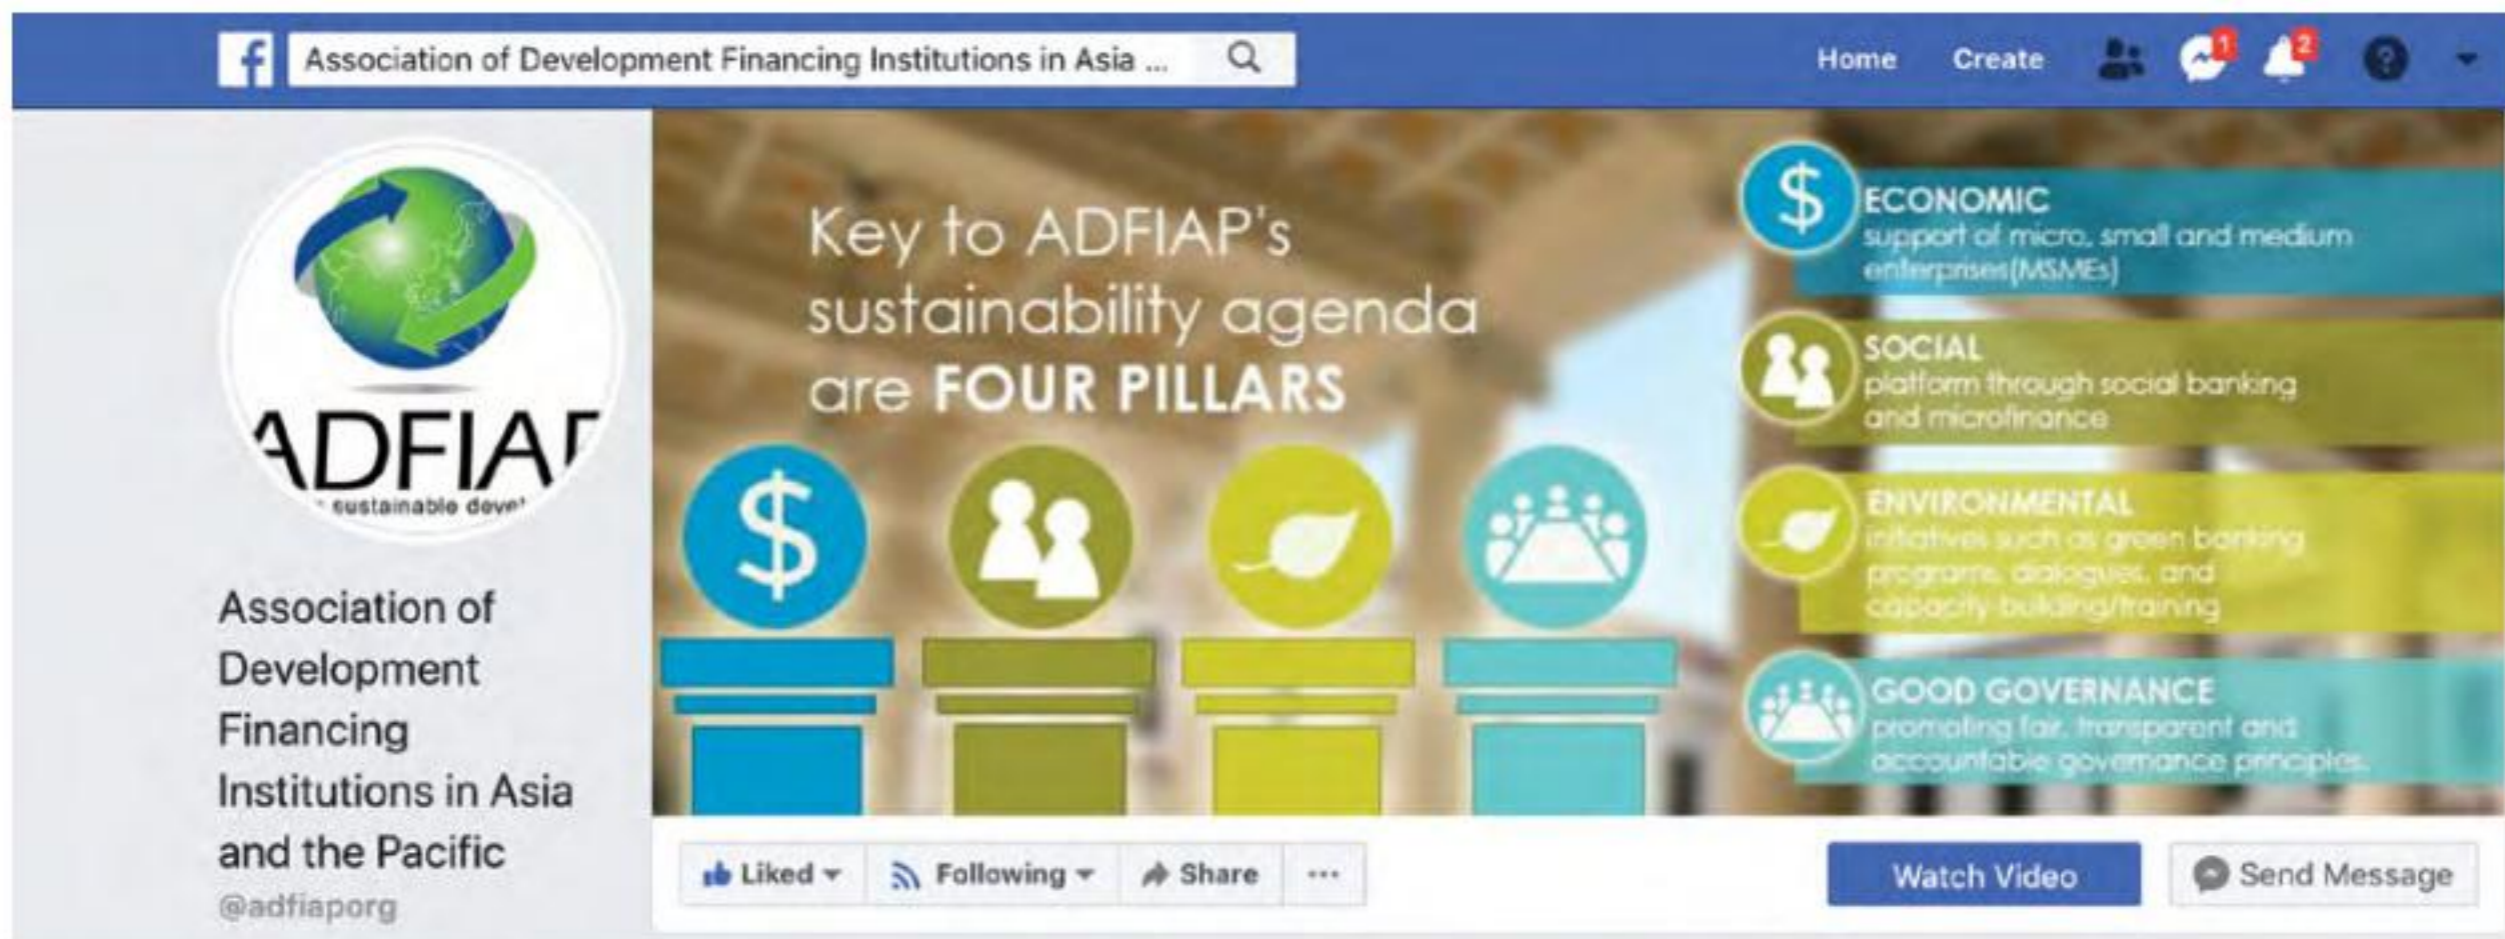 f
Association of Development Financing Institutions in Asia ...
Home
Create
1
2
?
ADFIAP
sustainable devel
Association of
Development
Financing
Institutions in Asia
and the Pacific
@adfiaporg
Key to ADFIAP's
sustainability agenda
are FOUR PILLARS
$
$
ECONOMIC
support of micro, small and medium
enterprises(MSMEs)
SOCIAL
platform through social banking
and microfinance
ENVIRONMENTAL
initiatives such as green banking
programs, dialogues, and
capacity-building/training
GOOD GOVERNANCE
promoting fair, transparent and
accountable governance principles.
Liked
Following
Share
...
Watch Video
Send Message